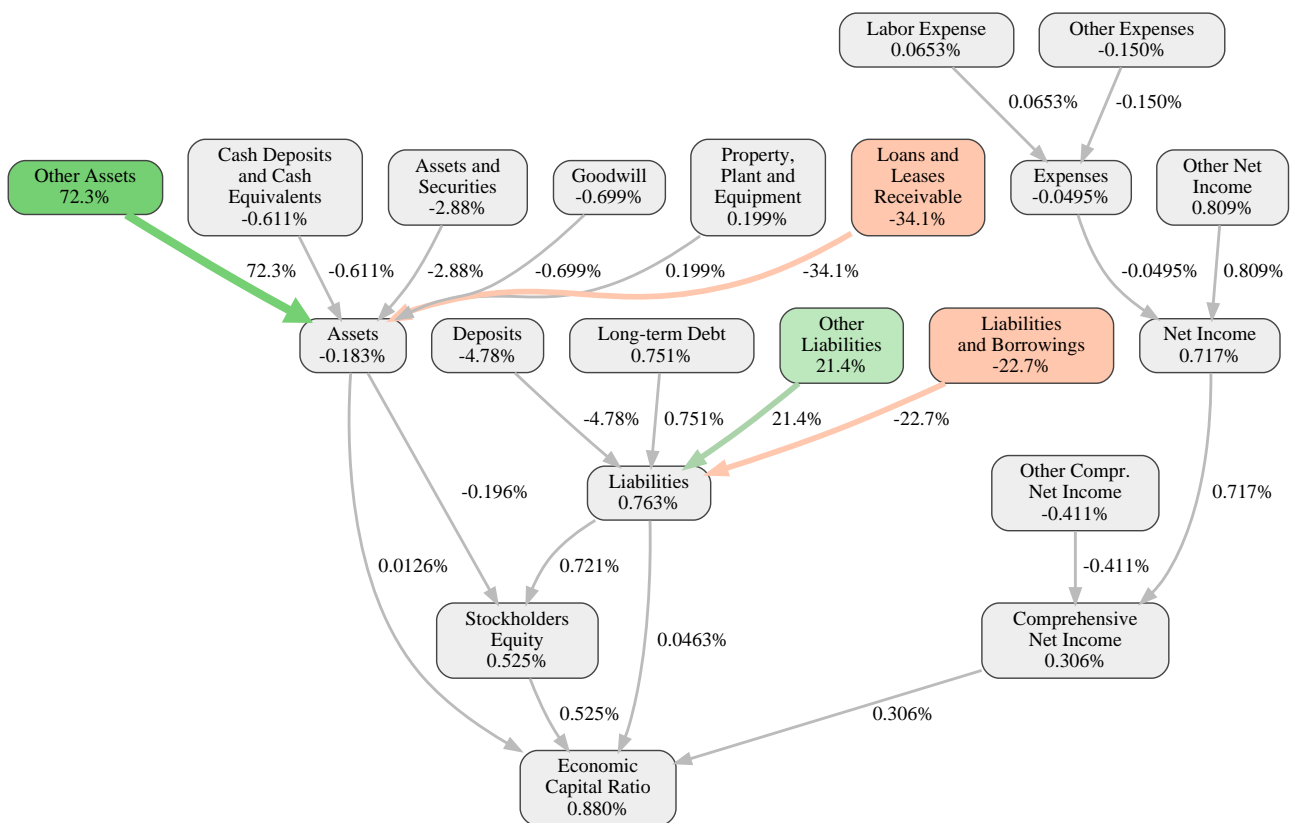 Labor Expense
0.0653%
Other Expenses
-0.150%
0.0653%
-0.150%
Other Assets
72.3%
Cash Deposits
and Cash
Equivalents
-0.611%
Assets and
Securities
-2.88%
Goodwill
-0.699%
Property,
Plant and
Equipment
0.199%
Loans and
Leases
Receivable
-34.1%
Expenses
-0.0495%
Other Net
Income
0.809%
72.3%
-0.611%
-2.88%
-0.699%
0.199%
-34.1%
-0.0495%
0.809%
Assets
-0.183%
Deposits
-4.78%
Long-term Debt
0.751%
Other
Liabilities
21.4%
Liabilities
and Borrowings
-22.7%
Net Income
0.717%
-4.78%
0.751%
21.4%
-22.7%
Liabilities
0.763%
Other Compr.
Net Income
-0.411%
-0.196%
0.717%
0.0126%
0.721%
-0.411%
Stockholders
Equity
0.525%
0.0463%
Comprehensive
Net Income
0.306%
0.525%
0.306%
Economic
Capital Ratio
0.880%